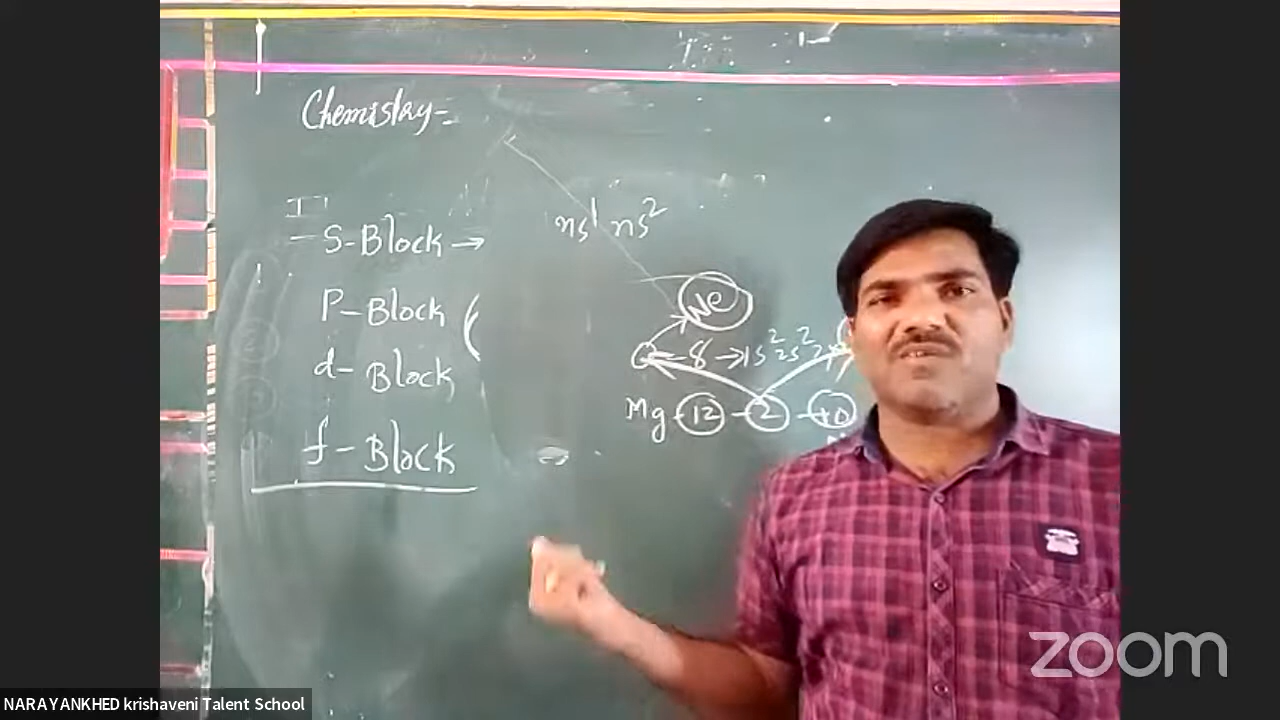 Chemistry-
II
- S-Block → ns¹ ns²
P-Block
Ne
O - 8 → 1s² 2s² 2
d-Block
Mg - 12 - 2 - 10
f-Block
zoom
NARAYANKHED krishaveni Talent School